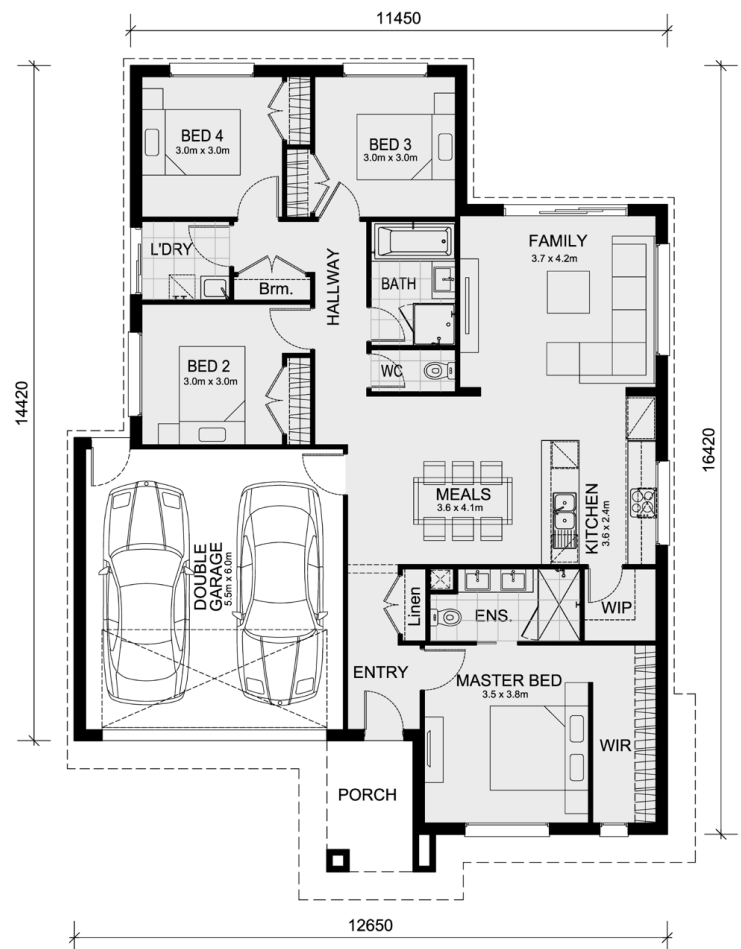 11450
BED 4
3.0m x 3.0m
BED 3
3.0m x 3.0m
L'DRY
Brm.
HALLWAY
BATH
FAMILY
3.7 x 4.2m
BED 2
3.0m x 3.0m
WC
14420
16420
MEALS
3.6 x 4.1m
KITCHEN
3.6 x 2.4m
DOUBLE
GARAGE
5.5m x 6.0m
Linen
ENS.
WIP
ENTRY
MASTER BED
3.5 x 3.8m
WIR
PORCH
12650